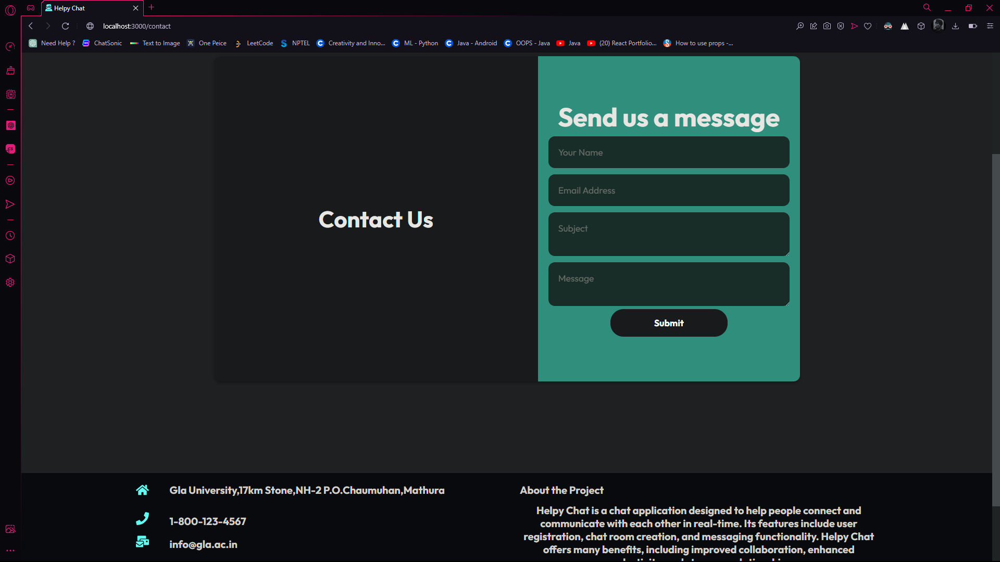 Helpy Chat
localhost:3000/contact
Need Help ?
ChatSonic
Text to Image
One Peice
LeetCode
NPTEL
Creativity and Inno...
ML - Python
Java - Android
OOPS - Java
Java
(20) React Portfolio...
How to use props -...
Contact Us
Send us a message
Your Name
Email Address
Subject
Message
Submit
Gla University,17km Stone,NH-2 P.O.Chaumuhan,Mathura
1-800-123-4567
info@gla.ac.in
About the Project
Helpy Chat is a chat application designed to help people connect and
communicate with each other in real-time. Its features include user
registration, chat room creation, and messaging functionality. Helpy Chat
offers many benefits, including improved collaboration, enhanced